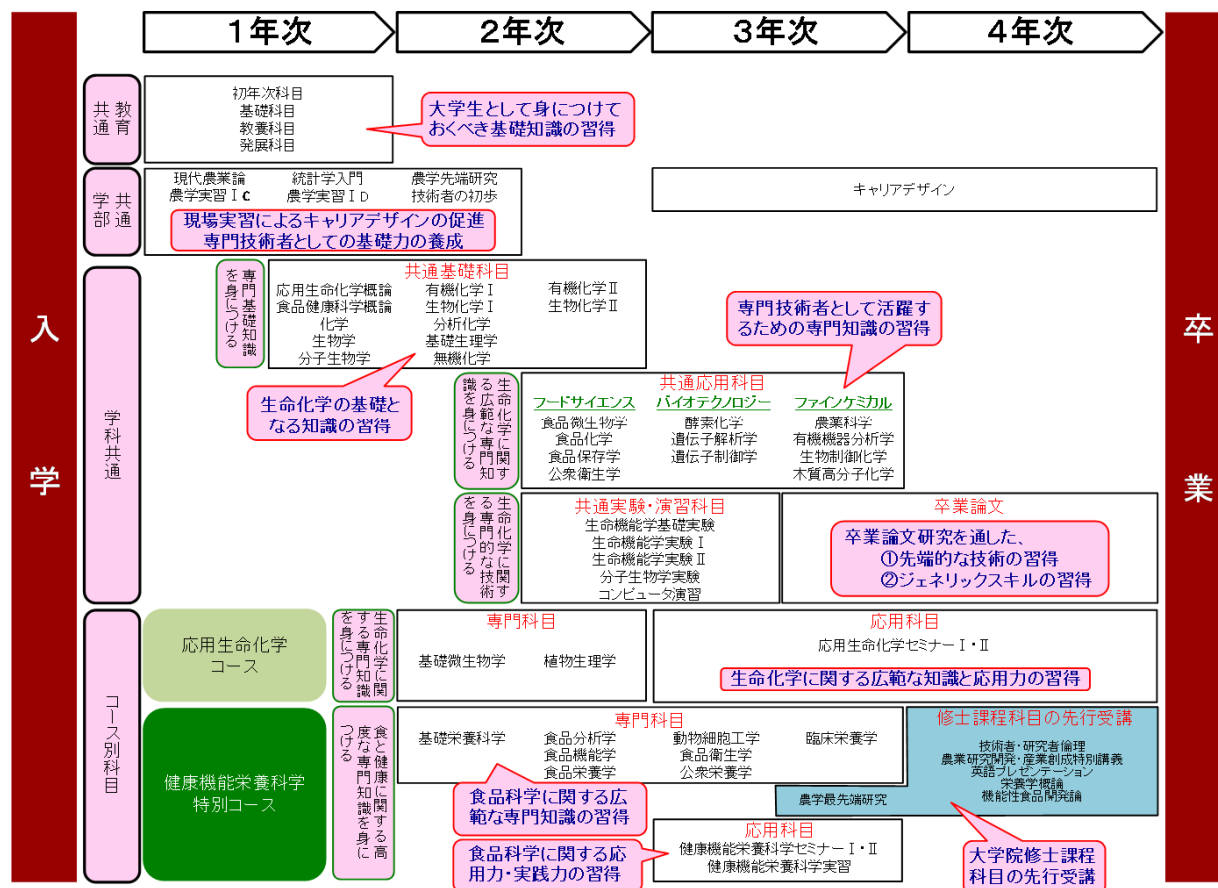 1年次
2年次
3年次
4年次
入学
卒業
教育共通
初年次科目
基礎科目
教養科目
発展科目
大学生として身につけて
おくべき基礎知識の習得
学部共通
現代農業論 統計学入門 農学先端研究
農学実習ⅠC 農学実習ⅠD 技術者の初歩
現場実習によるキャリアデザインの促進
専門技術者としての基礎力の養成
キャリアデザイン
学科共通
専門基礎知識
を身につける
共通基礎科目
応用生命化学概論 有機化学Ⅰ 有機化学Ⅱ
食品健康科学概論 生物化学Ⅰ 生物化学Ⅱ
化学 分析化学
生物学 基礎生理学
分子生物学 無機化学
生命化学の基礎と
なる知識の習得
専門技術者として活躍す
るための専門知識の習得
生命化学に関す
る広範な専門知
識を身につける
共通応用科目
フードサイエンス バイオテクノロジー ファインケミカル
食品微生物学 酵素化学 農薬科学
食品化学 遺伝子解析学 有機機器分析学
食品保存学 遺伝子制御学 生物制御化学
公衆衛生学 木質高分子化学
生命化学に関す
る専門的な技術
を身につける
共通実験・演習科目
生命機能学基礎実験
生命機能学実験Ⅰ
生命機能学実験Ⅱ
分子生物学実験
コンピュータ演習
卒業論文
卒業論文研究を通した、
①先端的な技術の習得
②ジェネリックスキルの習得
コース別科目
応用生命化学
コース
生命化学に関
する専門知識
を身につける
専門科目
基礎微生物学 植物生理学
応用科目
応用生命化学セミナーⅠ・Ⅱ
生命化学に関する広範な知識と応用力の習得
健康機能栄養科学
特別コース
食と健康に関する高
度な専門知識を身に
つける
専門科目
基礎栄養科学 食品分析学 動物細胞工学 臨床栄養学
食品機能学 食品衛生学
食品栄養学 公衆栄養学
食品科学に関する広
範な専門知識の習得
修士課程科目の先行受講
技術者・研究者倫理
農業研究開発・産業創成特別講義
英語プレゼンテーション
栄養学概論
機能性食品開発論
農学最先端研究
応用科目
健康機能栄養科学セミナーⅠ・Ⅱ
健康機能栄養科学実習
食品科学に関する応
用力・実践力の習得
大学院修士課程
科目の先行受講